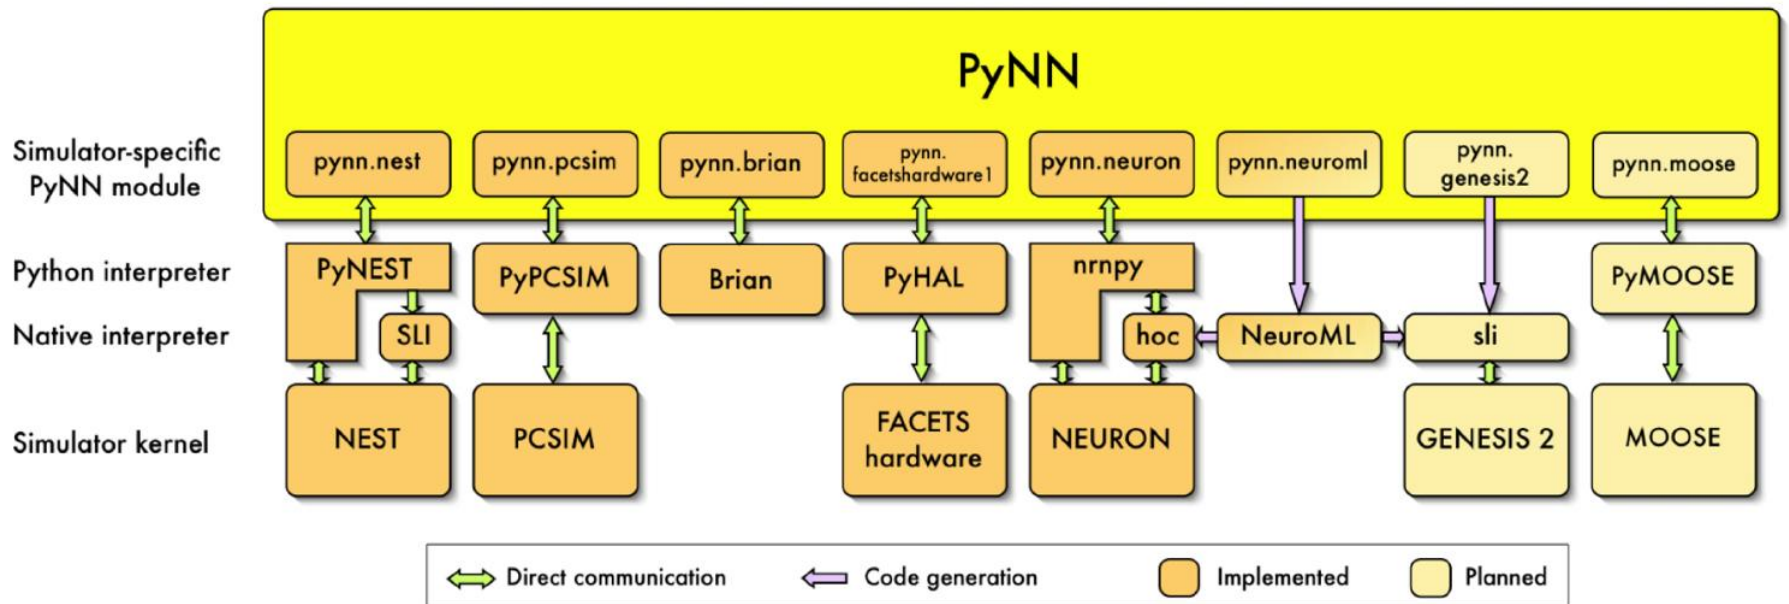 PyNN
Simulator-specific
PyNN module
pynn.nest
pynn.pcsim
pynn.brian
pynn.
facetshardware1
pynn.neuron
pynn.neuroml
pynn.
genesis2
pynn.moose
Python interpreter
PyNEST
PyPCSIM
Brian
PyHAL
nrnpy
PyMOOSE
Native interpreter
SLI
hoc
NeuroML
sli
Simulator kernel
NEST
PCSIM
FACETS
hardware
NEURON
GENESIS 2
MOOSE
Direct communication
Code generation
Implemented
Planned